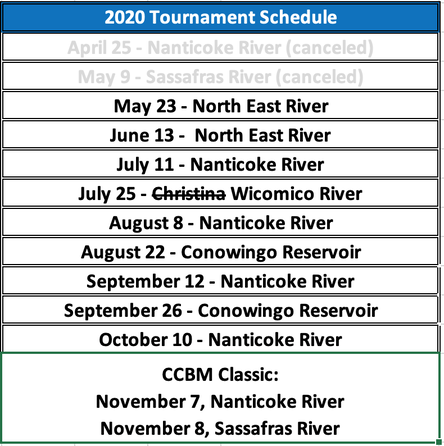 2020 Tournament Schedule
April 25 - Nanticoke River (canceled)
May 9 - Sassafras River (canceled)
May 23 - North East River
June 13 -  North East River
July 11 - Nanticoke River
July 25 - Christina Wicomico River
August 8 - Nanticoke River
August 22 - Conowingo Reservoir
September 12 - Nanticoke River
September 26 - Conowingo Reservoir
October 10 - Nanticoke River
CCBM Classic:
November 7, Nanticoke River
November 8, Sassafras River